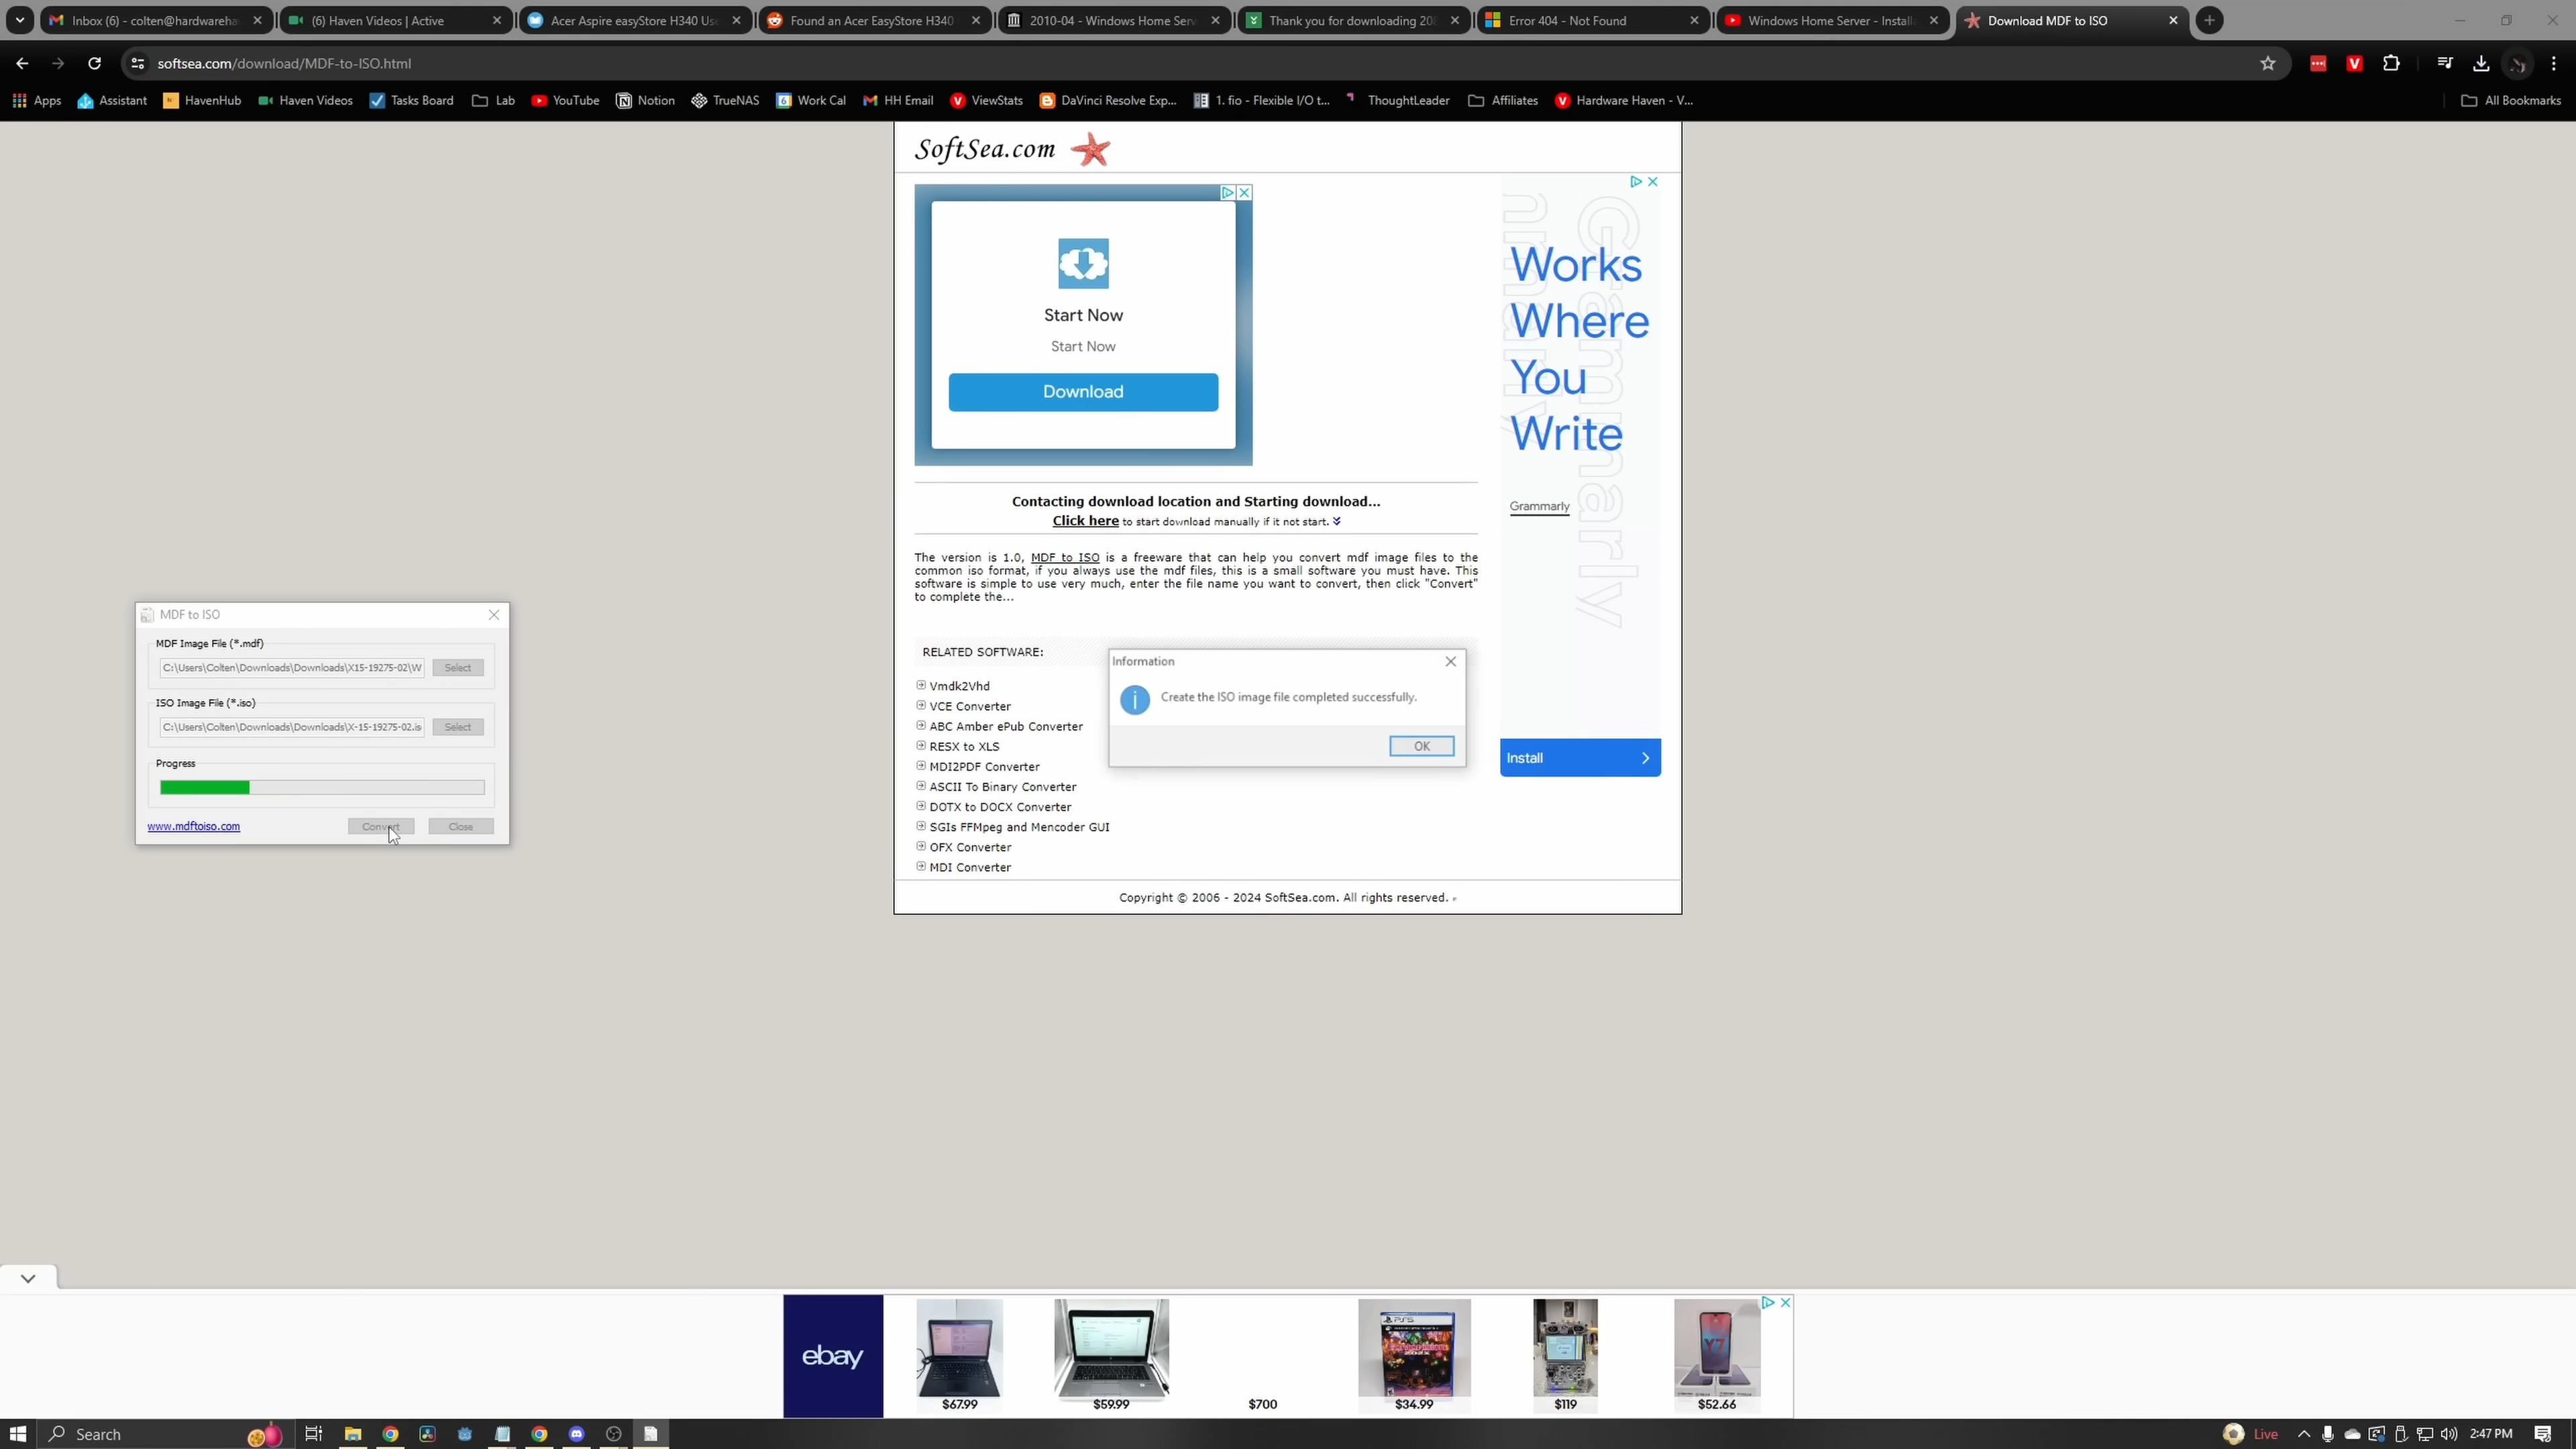 Inbox (6) - colten@hardwareha
(6) Haven Videos | Active
Acer Aspire easyStore H340 Us
Found an Acer EasyStore H340
2010-04 - Windows Home Serv
Thank you for downloading 20
Error 404 - Not Found
Windows Home Server - Install
Download MDF to ISO
softsea.com/download/MDF-to-ISO.html
Apps
Assistant
HavenHub
Haven Videos
Tasks Board
Lab
YouTube
Notion
TrueNAS
Work Cal
HH Email
ViewStats
DaVinci Resolve Exp...
1. fio - Flexible I/O t...
ThoughtLeader
Affiliates
Hardware Haven - V...
All Bookmarks
SoftSea.com
Start Now
Start Now
Download
Contacting download location and Starting download...
Click here to start download manually if it not start.
The version is 1.0, MDF to ISO is a freeware that can help you convert mdf image files to the
common iso format, if you always use the mdf files, this is a small software you must have. This
software is simple to use very much, enter the file name you want to convert, then click "Convert"
to complete the...
RELATED SOFTWARE:
Vmdk2Vhd
VCE Converter
ABC Amber ePub Converter
RESX to XLS
MDI2PDF Converter
ASCII To Binary Converter
DOTX to DOCX Converter
SGIs FFMpeg and Mencoder GUI
OFX Converter
MDI Converter
Copyright © 2006 - 2024 SoftSea.com. All rights reserved.
Grammarly
Works
Where
You
Write
Grammarly
Install
Information
Create the ISO image file completed successfully.
OK
MDF to ISO
MDF Image File (*.mdf)
C:\Users\Colten\Downloads\Downloads\X15-19275-02\W
Select
ISO Image File (*.iso)
C:\Users\Colten\Downloads\Downloads\X-15-19275-02.is
Select
Progress
www.mdftoiso.com
Convert
Close
ebay
$67.99
$59.99
$700
$34.99
$119
$52.66
PS5
Y7
Search
Live
2:47 PM